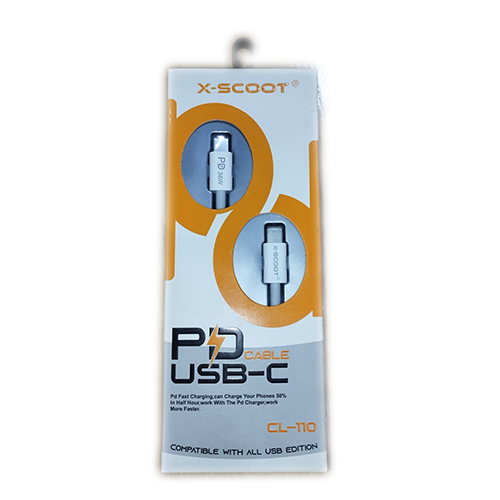 X-SCOOT®
PD 36W
X-SCOOT
PD CABLE
USB-C
Pd Fast Charging,can Charge Your Phones 50%
In Half Hour,work With The Pd Charger,work
More Faster.
CL-110
COMPATIBLE WITH ALL USB EDITION